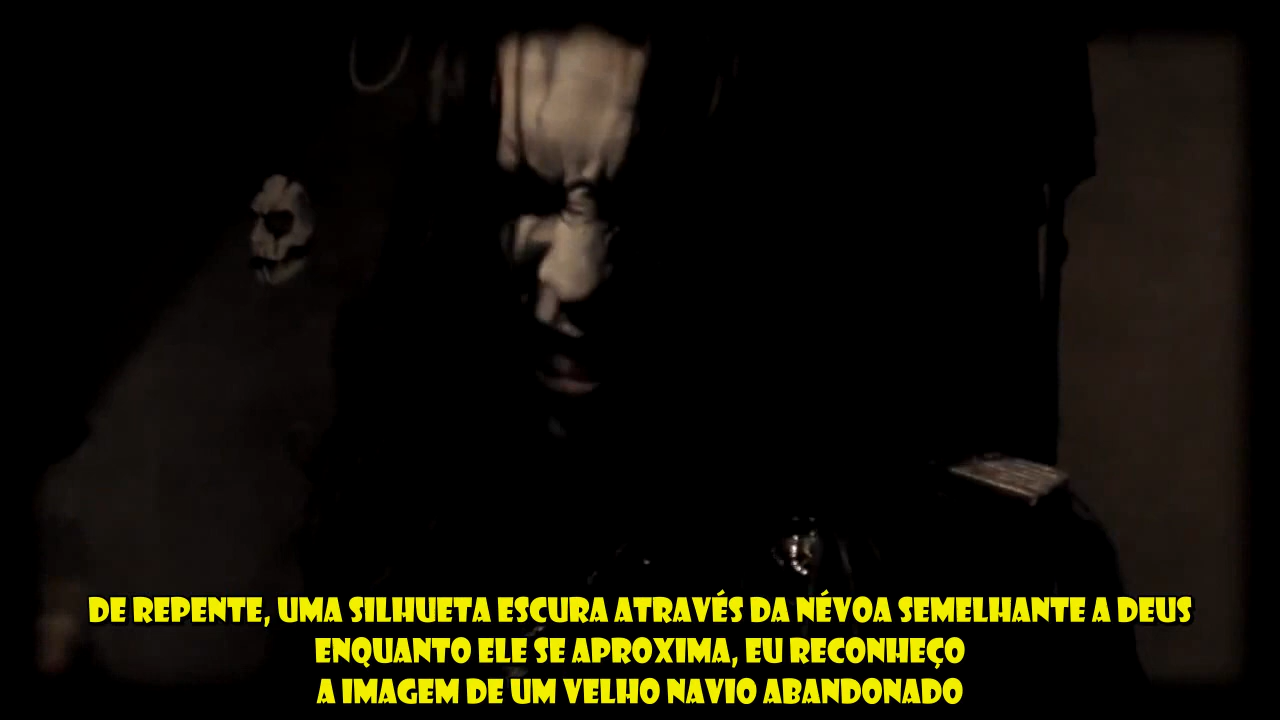 DE REPENTE, UMA SILHUETA ESCURA ATRAVÉS DA NÉVOA SEMELHANTE A DEUS
ENQUANTO ELE SE APROXIMA, EU RECONHEÇO
A IMAGEM DE UM VELHO NAVIO ABANDONADO